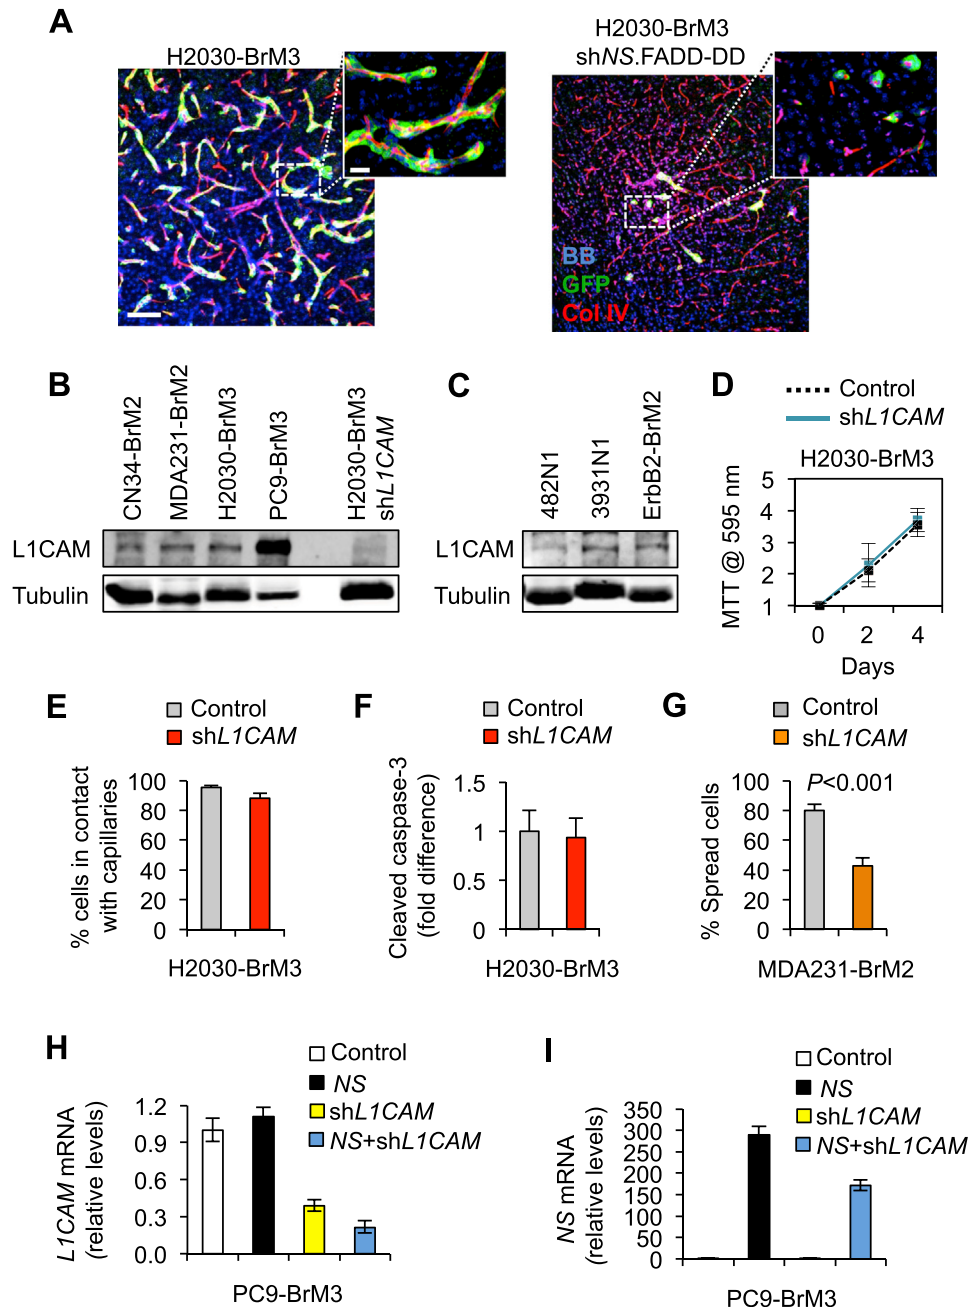 A
H2030-BrM3
H2030-BrM3
shNS.FADD-DD
BB
GFP
Col IV
B
CN34-BrM2
MDA231-BrM2
H2030-BrM3
PC9-BrM3
H2030-BrM3
shL1CAM
L1CAM
Tubulin
C
482N1
3931N1
ErbB2-BrM2
L1CAM
Tubulin
D
Control
shL1CAM
H2030-BrM3
MTT @ 595 nm
5
4
3
2
1
0 2 4
Days
E
Control
shL1CAM
% cells in contact
with capillaries
100
80
60
40
20
0
H2030-BrM3
F
Control
shL1CAM
Cleaved caspase-3
(fold difference)
1.5
1
0.5
0
H2030-BrM3
G
Control
shL1CAM
% Spread cells
100
80
60
40
20
0
P<0.001
MDA231-BrM2
H
Control
NS
shL1CAM
NS+shL1CAM
L1CAM mRNA
(relative levels)
1.2
0.9
0.6
0.3
0.0
PC9-BrM3
I
Control
NS
shL1CAM
NS+shL1CAM
NS mRNA
(relative levels)
350
300
250
200
150
100
50
0
PC9-BrM3